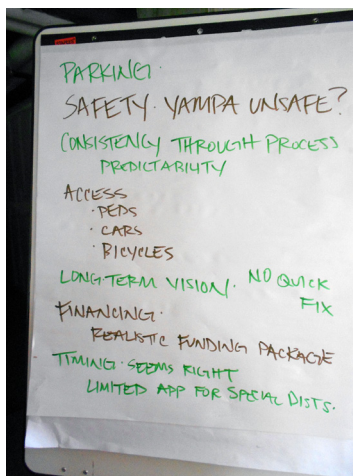 PARKING.
SAFETY. YAMPA UNSAFE?
CONSISTENCY THROUGH PROCESS
PREDICTABILITY
ACCESS
· PEDS
· CARS
· BICYCLES
LONG-TERM VISION. NO QUICK
FIX
FINANCING.
REALISTIC FUNDING PACKAGE
TIMING. SEEMS RIGHT
LIMITED APP FOR SPECIAL DISTS.